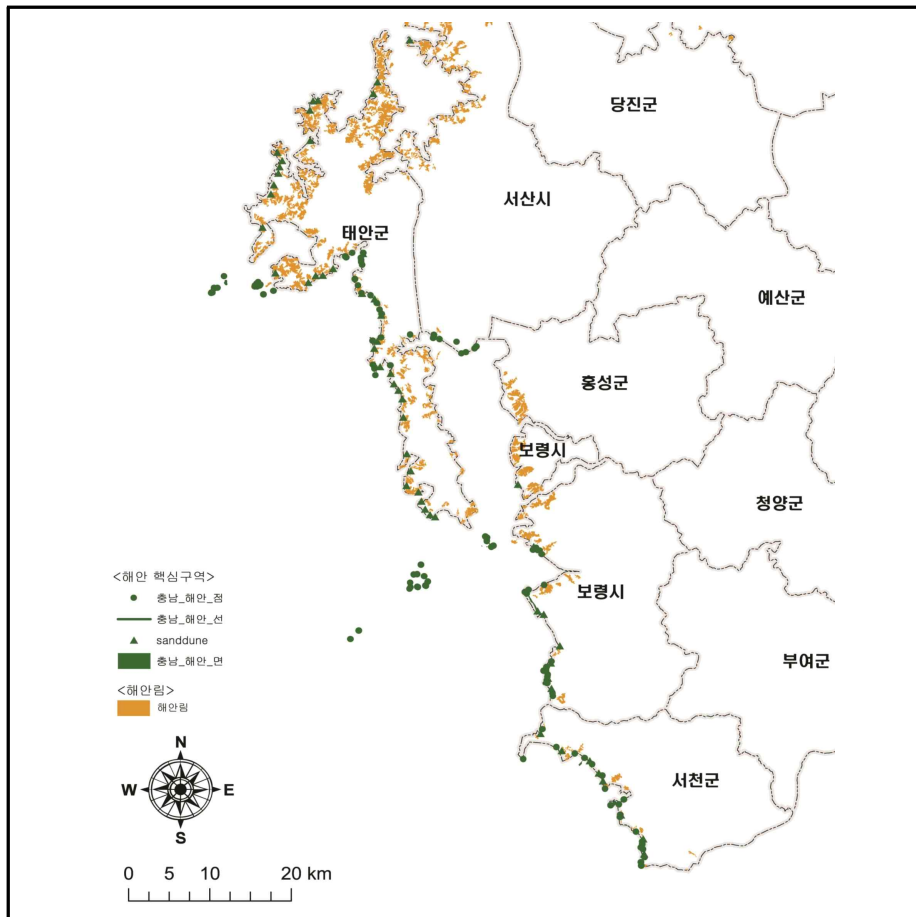 당진군
서산시
태안군
예산군
홍성군
보령시
청양군
보령시
부여군
서천군
<해안 핵심구역>
충남_해안_점
충남_해안_선
sanddune
충남_해안_면
<해안림>
해안림
N
W E
S
0 5 10 20 km